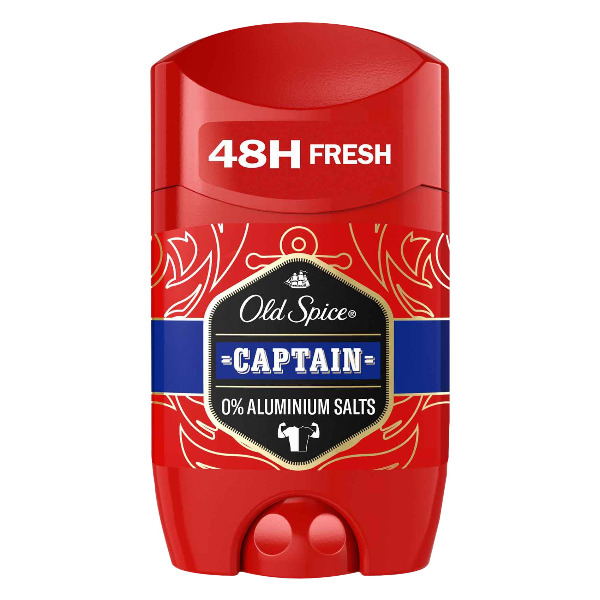 48H FRESH
Old Spice®
=CAPTAIN=
0% ALUMINIUM SALTS